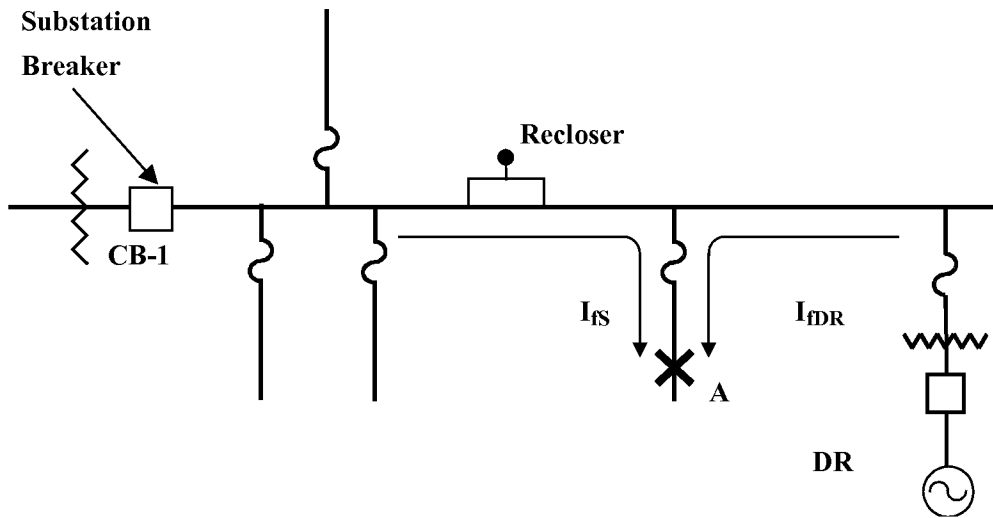 Substation
Breaker
Recloser
CB-1
IfS
IfDR
A
DR